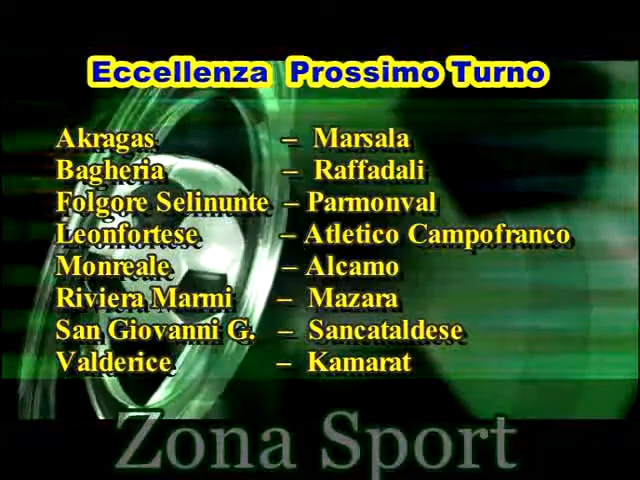 Eccellenza Prossimo Turno
Akragas – Marsala
Bagheria – Raffadali
Folgore Selinunte – Parmonval
Leonfortese – Atletico Campofranco
Monreale – Alcamo
Riviera Marmi – Mazara
San Giovanni G. – Sancataldese
Valderice – Kamarat
Zona Sport